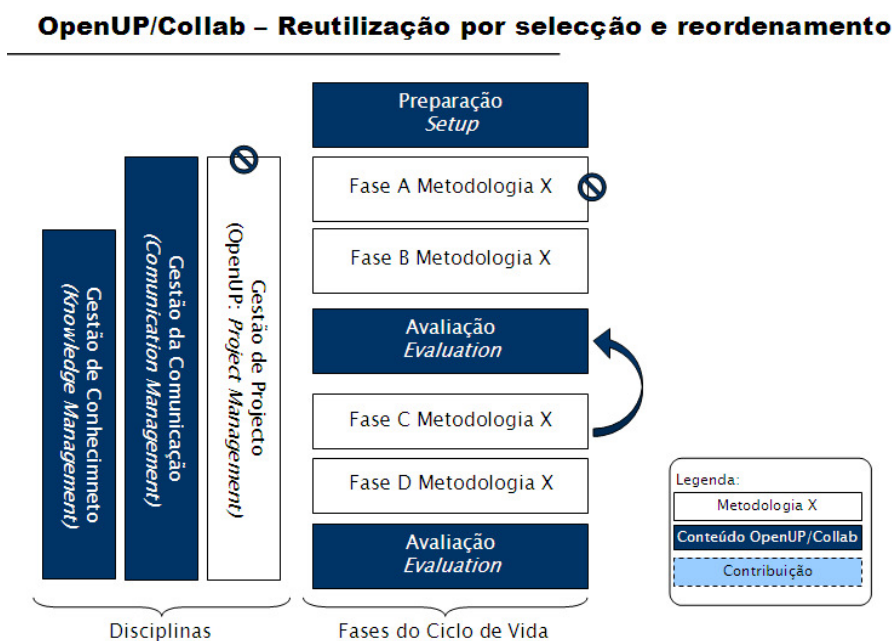 OpenUP/Collab – Reutilização por selecção e reordenamento
Gestão de Conhecimneto
(Knowledge Management)
Gestão da Comunicação
(Comunication Management)
Gestão de Projecto
(OpenUP: Project Management)
Preparação
Setup
Fase A Metodologia X
Fase B Metodologia X
Avaliação
Evaluation
Fase C Metodologia X
Fase D Metodologia X
Avaliação
Evaluation
Disciplinas
Fases do Ciclo de Vida
Legenda:
Metodologia X
Conteúdo OpenUP/Collab
Contribuição